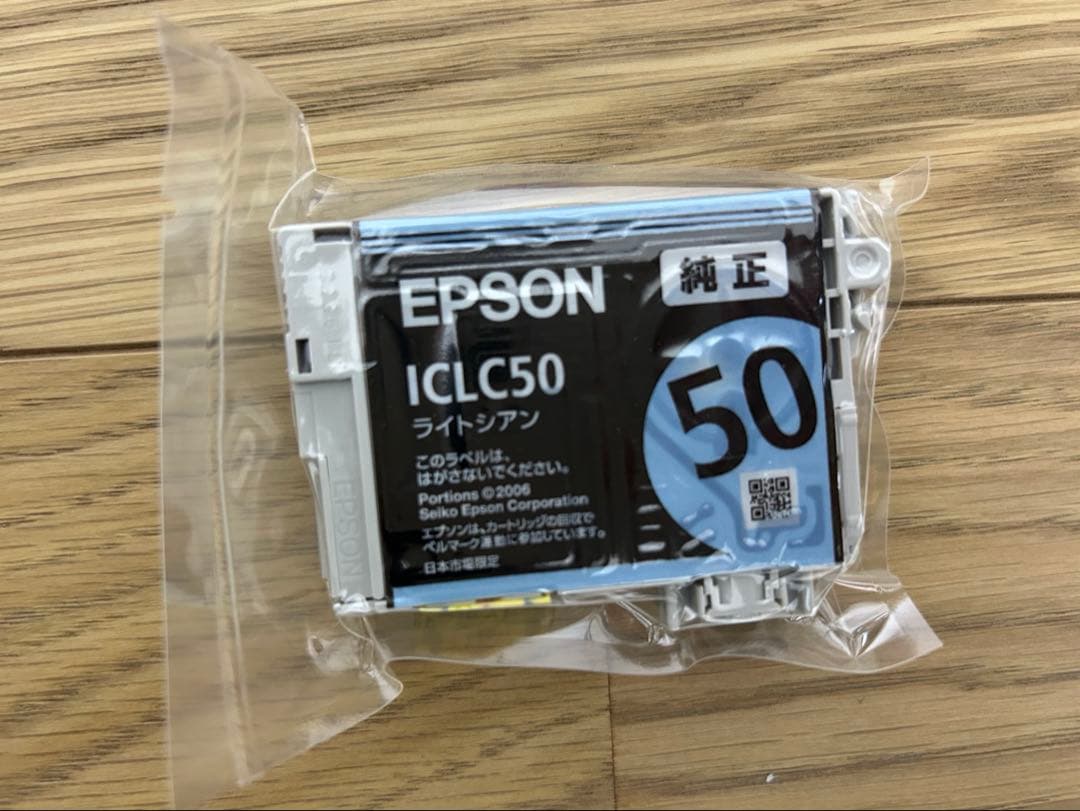 EPSON
純正
ICLC50
ライトシアン
50
このラベルは、
はがさないでください。
Portions ©2006
Seiko Epson Corporation
エプソンは、カートリッジの回収で
ベルマーク運動に参加しています。
日本市場限定
EPSON